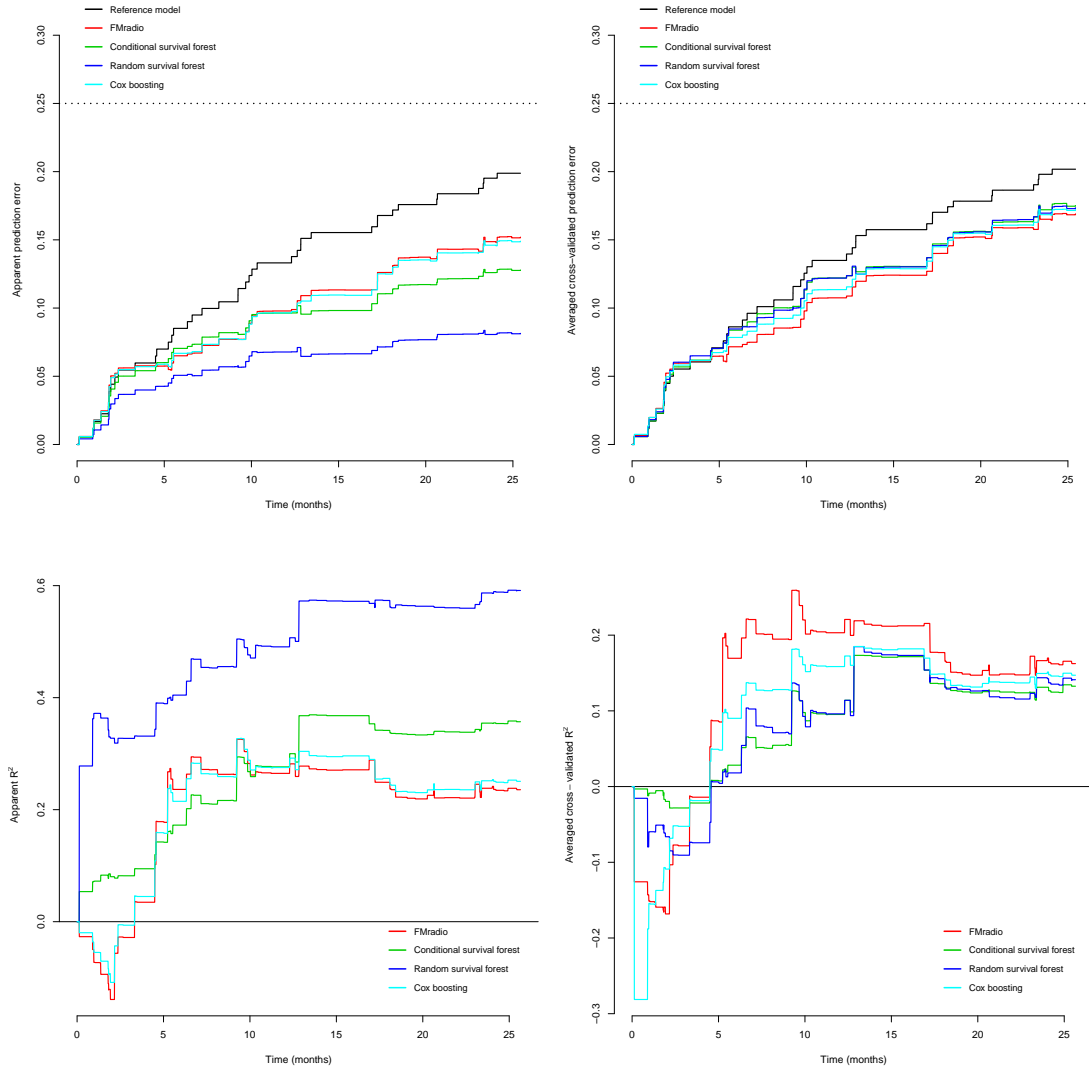 Reference model
FMradio
Conditional survival forest
Random survival forest
Cox boosting
0.30
0.25
0.20
0.15
0.10
0.05
0.00
Apparent prediction error
0 5 10 15 20 25
Time (months)
Reference model
FMradio
Conditional survival forest
Random survival forest
Cox boosting
0.30
0.25
0.20
0.15
0.10
0.05
0.00
Averaged cross−validated prediction error
0 5 10 15 20 25
Time (months)
0.6
0.4
0.2
0.0
Apparent R²
FMradio
Conditional survival forest
Random survival forest
Cox boosting
0 5 10 15 20 25
Time (months)
0.2
0.1
0.0
−0.1
−0.2
−0.3
Averaged cross − validated R²
FMradio
Conditional survival forest
Random survival forest
Cox boosting
0 5 10 15 20 25
Time (months)